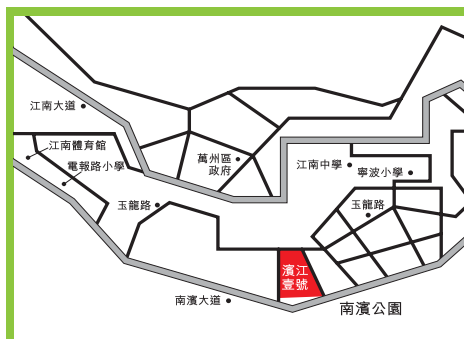 江南大道
江南體育館
電報路小學
萬州區
政府
江南中學
寧波小學
玉龍路
玉龍路
濱江
壹號
南濱大道
南濱公園